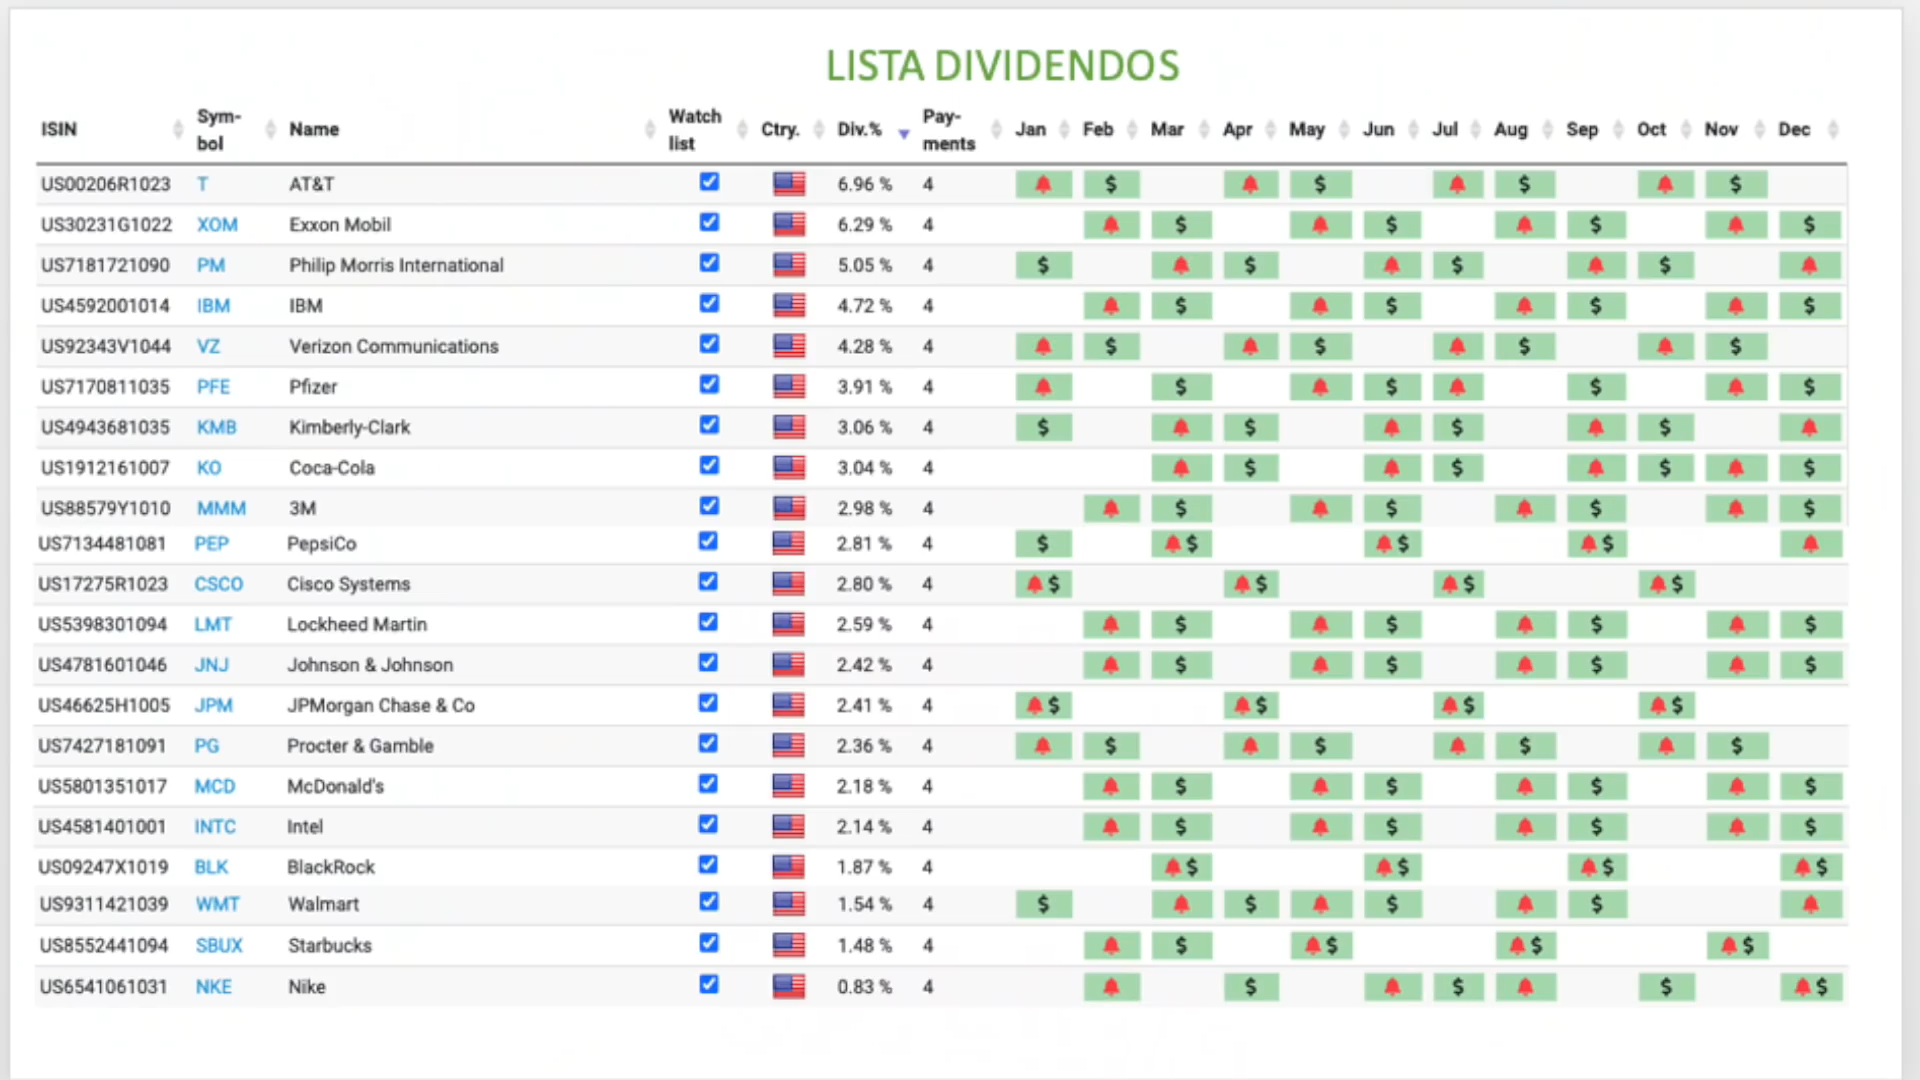 LISTA DIVIDENDOS
ISIN Sym-bol Name Watch list Ctry. Div.% Pay-ments Jan Feb Mar Apr May Jun Jul Aug Sep Oct Nov Dec
US00206R1023 T AT&T 6.96 % 4 $ $ $ $
US30231G1022 XOM Exxon Mobil 6.29 % 4 $ $ $ $
US7181721090 PM Philip Morris International 5.05 % 4 $ $ $ $
US4592001014 IBM IBM 4.72 % 4 $ $ $ $
US92343V1044 VZ Verizon Communications 4.28 % 4 $ $ $ $
US7170811035 PFE Pfizer 3.91 % 4 $ $ $ $
US4943681035 KMB Kimberly-Clark 3.06 % 4 $ $ $ $
US1912161007 KO Coca-Cola 3.04 % 4 $ $ $ $
US88579Y1010 MMM 3M 2.98 % 4 $ $ $ $
US7134481081 PEP PepsiCo 2.81 % 4 $ $ $ $
US17275R1023 CSCO Cisco Systems 2.80 % 4 $ $ $ $
US5398301094 LMT Lockheed Martin 2.59 % 4 $ $ $ $
US4781601046 JNJ Johnson & Johnson 2.42 % 4 $ $ $ $
US46625H1005 JPM JPMorgan Chase & Co 2.41 % 4 $ $ $ $
US7427181091 PG Procter & Gamble 2.36 % 4 $ $ $ $
US5801351017 MCD McDonald's 2.18 % 4 $ $ $ $
US4581401001 INTC Intel 2.14 % 4 $ $ $ $
US09247X1019 BLK BlackRock 1.87 % 4 $ $ $ $
US9311421039 WMT Walmart 1.54 % 4 $ $ $ $
US8552441094 SBUX Starbucks 1.48 % 4 $ $ $ $
US6541061031 NKE Nike 0.83 % 4 $ $ $ $